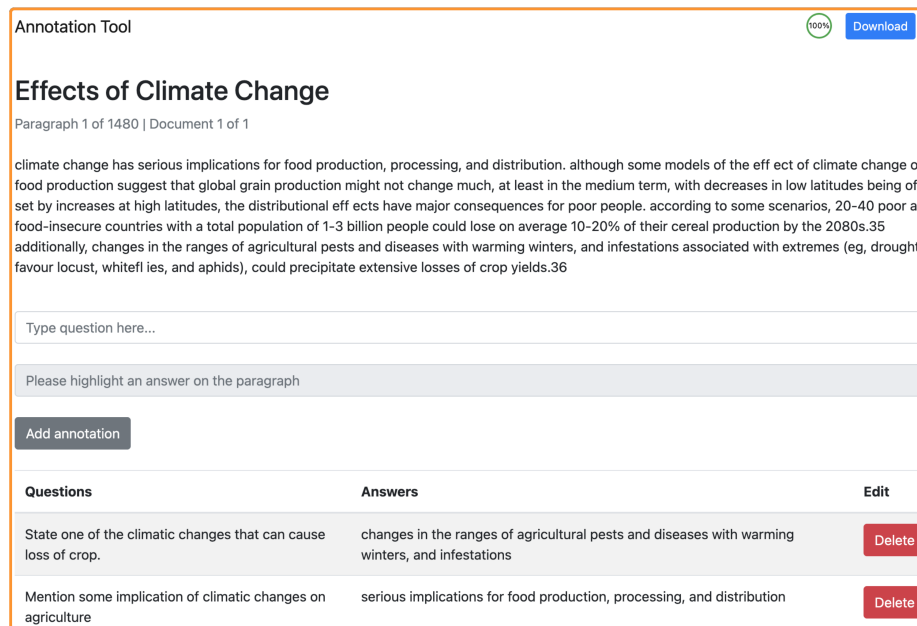 Annotation Tool
100%
Download
Effects of Climate Change
Paragraph 1 of 1480 | Document 1 of 1
climate change has serious implications for food production, processing, and distribution. although some models of the eff ect of climate change o
food production suggest that global grain production might not change much, at least in the medium term, with decreases in low latitudes being of
set by increases at high latitudes, the distributional eff ects have major consequences for poor people. according to some scenarios, 20-40 poor a
food-insecure countries with a total population of 1-3 billion people could lose on average 10-20% of their cereal production by the 2080s.35
additionally, changes in the ranges of agricultural pests and diseases with warming winters, and infestations associated with extremes (eg, drought
favour locust, whitefl ies, and aphids), could precipitate extensive losses of crop yields.36
Type question here...
Please highlight an answer on the paragraph
Add annotation
Questions Answers Edit
State one of the climatic changes that can cause changes in the ranges of agricultural pests and diseases with warming
loss of crop. winters, and infestations
Delete
Mention some implication of climatic changes on serious implications for food production, processing, and distribution
agriculture
Delete